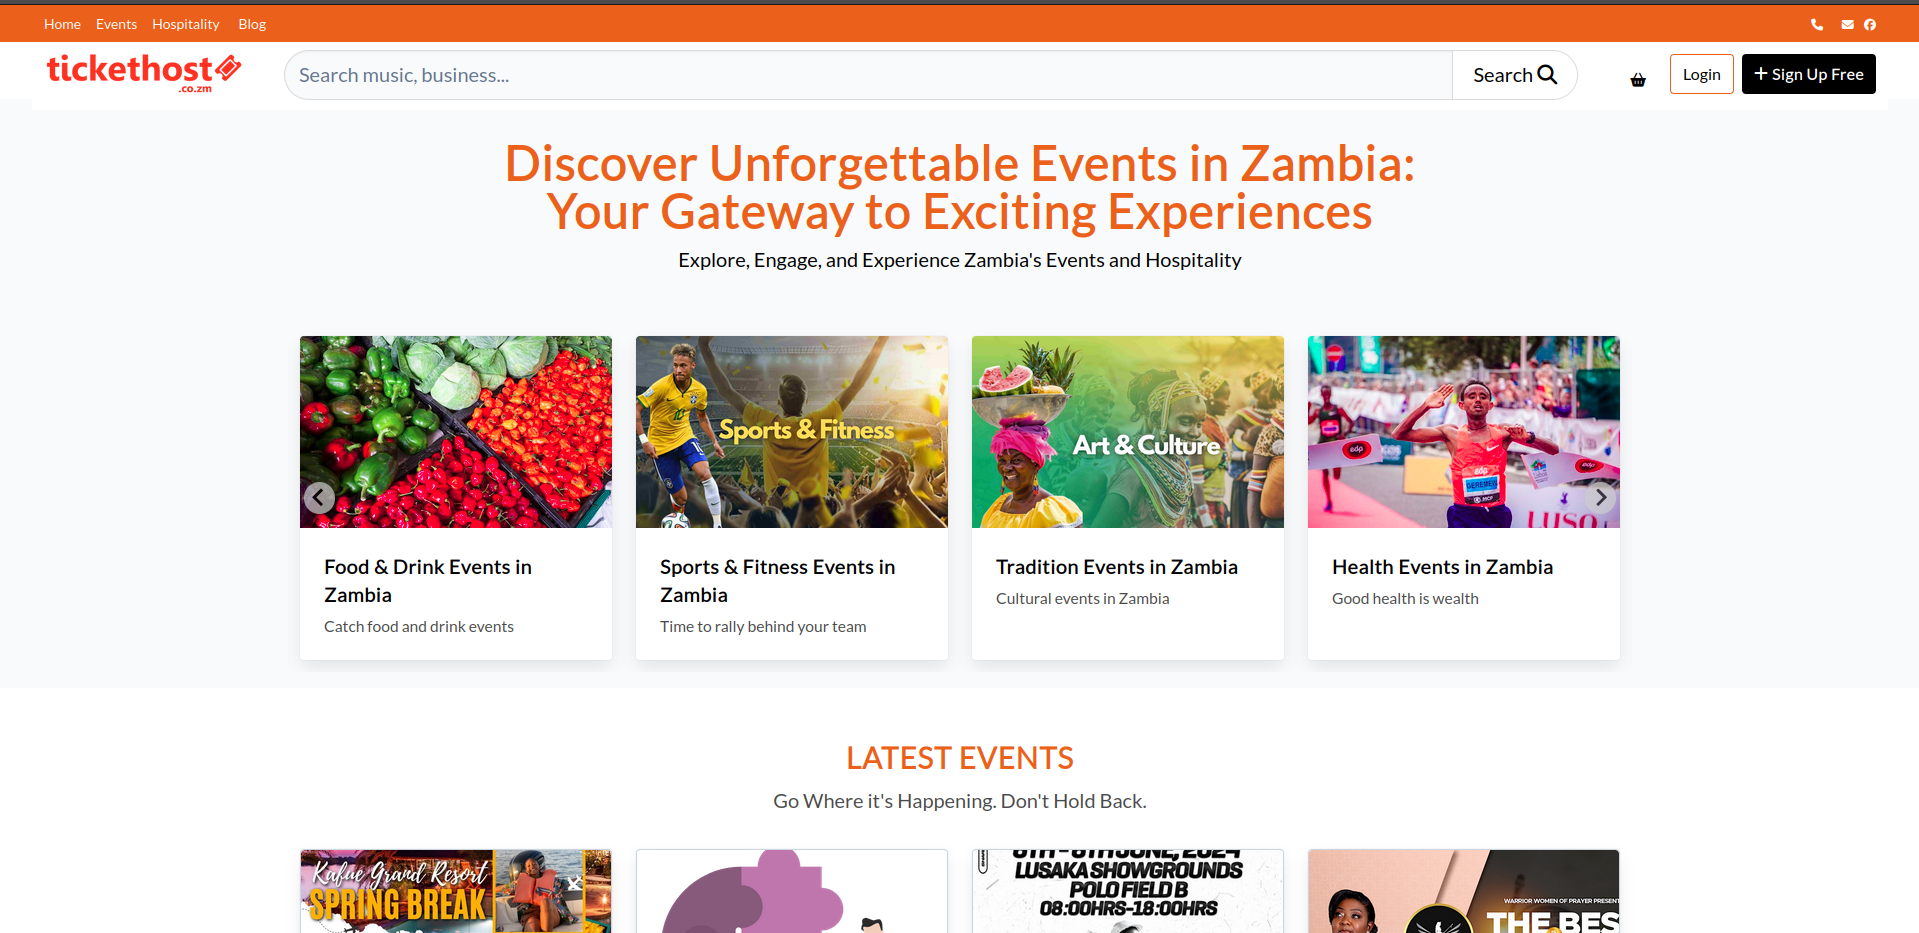 Home Events Hospitality Blog
tickethost
.co.zm
Search music, business...
Search
Login
+ Sign Up Free
Discover Unforgettable Events in Zambia:
Your Gateway to Exciting Experiences
Explore, Engage, and Experience Zambia's Events and Hospitality
Sports & Fitness
Art & Culture
edp
edp
edp
DEREMEW
LUSO
Food & Drink Events in
Zambia
Catch food and drink events
Sports & Fitness Events in
Zambia
Time to rally behind your team
Tradition Events in Zambia
Cultural events in Zambia
Health Events in Zambia
Good health is wealth
LATEST EVENTS
Go Where it's Happening. Don't Hold Back.
Kafue Grand Resort
SPRING BREAK
JUNE, 2024
LUSAKA SHOWGROUNDS
POLO FIELD B
08:00HRS-18:00HRS
WARRIOR WOMEN OF PRAYER PRESENT
THE BES